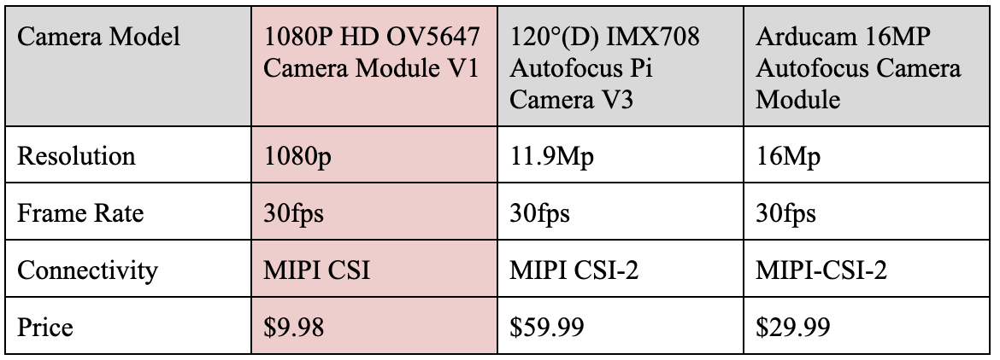 Camera Model
1080P HD OV5647
Camera Module V1
120°(D) IMX708
Autofocus Pi
Camera V3
Arducam 16MP
Autofocus Camera
Module
Resolution
1080p
11.9Mp
16Mp
Frame Rate
30fps
30fps
30fps
Connectivity
MIPI CSI
MIPI CSI-2
MIPI-CSI-2
Price
$9.98
$59.99
$29.99